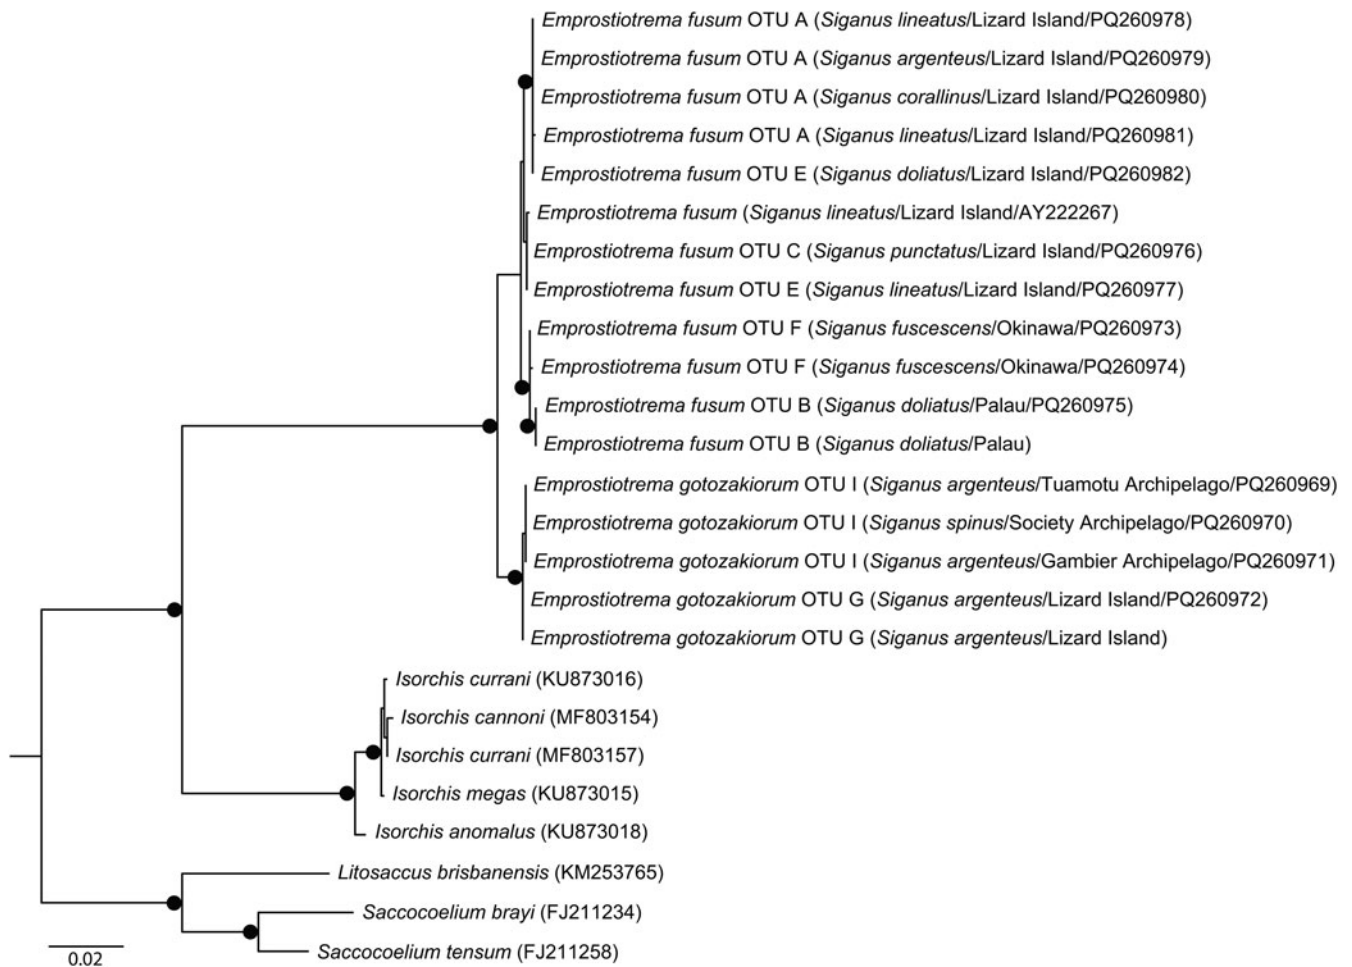 Emprostiotrema fusum OTU A (Siganus lineatus/Lizard Island/PQ260978)
Emprostiotrema fusum OTU A (Siganus argenteus/Lizard Island/PQ260979)
Emprostiotrema fusum OTU A (Siganus corallinus/Lizard Island/PQ260980)
Emprostiotrema fusum OTU A (Siganus lineatus/Lizard Island/PQ260981)
Emprostiotrema fusum OTU E (Siganus doliatus/Lizard Island/PQ260982)
Emprostiotrema fusum (Siganus lineatus/Lizard Island/AY222267)
Emprostiotrema fusum OTU C (Siganus punctatus/Lizard Island/PQ260976)
Emprostiotrema fusum OTU E (Siganus lineatus/Lizard Island/PQ260977)
Emprostiotrema fusum OTU F (Siganus fuscescens/Okinawa/PQ260973)
Emprostiotrema fusum OTU F (Siganus fuscescens/Okinawa/PQ260974)
Emprostiotrema fusum OTU B (Siganus doliatus/Palau/PQ260975)
Emprostiotrema fusum OTU B (Siganus doliatus/Palau)
Emprostiotrema gotozakiorum OTU I (Siganus argenteus/Tuamotu Archipelago/PQ260969)
Emprostiotrema gotozakiorum OTU I (Siganus spinus/Society Archipelago/PQ260970)
Emprostiotrema gotozakiorum OTU I (Siganus argenteus/Gambier Archipelago/PQ260971)
Emprostiotrema gotozakiorum OTU G (Siganus argenteus/Lizard Island/PQ260972)
Emprostiotrema gotozakiorum OTU G (Siganus argenteus/Lizard Island)
Isorchis currani (KU873016)
Isorchis cannoni (MF803154)
Isorchis currani (MF803157)
Isorchis megas (KU873015)
Isorchis anomalus (KU873018)
Litosaccus brisbanensis (KM253765)
Saccocoelium brayi (FJ211234)
Saccocoelium tensum (FJ211258)
0.02